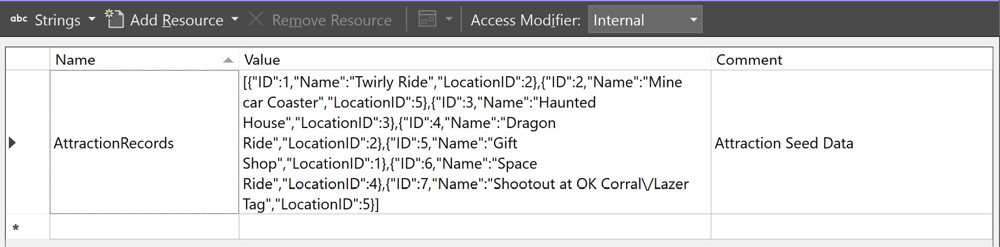 abc Strings Add Resource Remove Resource Access Modifier: Internal
Name Value Comment
[{"ID":1,"Name":"Twirly Ride","LocationID":2},{"ID":2,"Name":"Mine
car Coaster","LocationID":5},{"ID":3,"Name":"Haunted
House","LocationID":3},{"ID":4,"Name":"Dragon
AttractionRecords Ride","LocationID":2},{"ID":5,"Name":"Gift Attraction Seed Data
Shop","LocationID":1},{"ID":6,"Name":"Space
Ride","LocationID":4},{"ID":7,"Name":"Shootout at OK Corral\/Lazer
Tag","LocationID":5}]
*